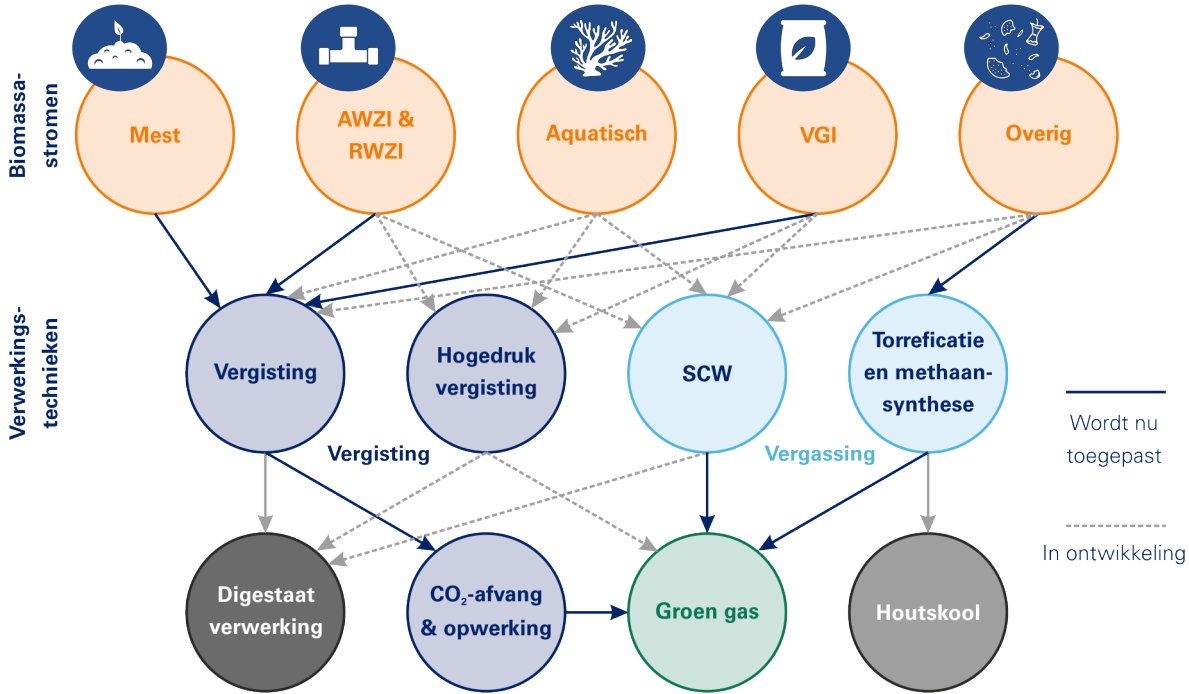 Biomassa-
stromen
Mest
AWZI &
RWZI
Aquatisch
VGI
Overig
Verwerkings-
technieken
Vergisting
Hogedruk
vergisting
SCW
Torreficatie
en methaan-
synthese
Wordt nu
toegepast
Vergisting
Vergassing
In ontwikkeling
Digestaat
verwerking
CO₂-afvang
& opwerking
Groen gas
Houtskool